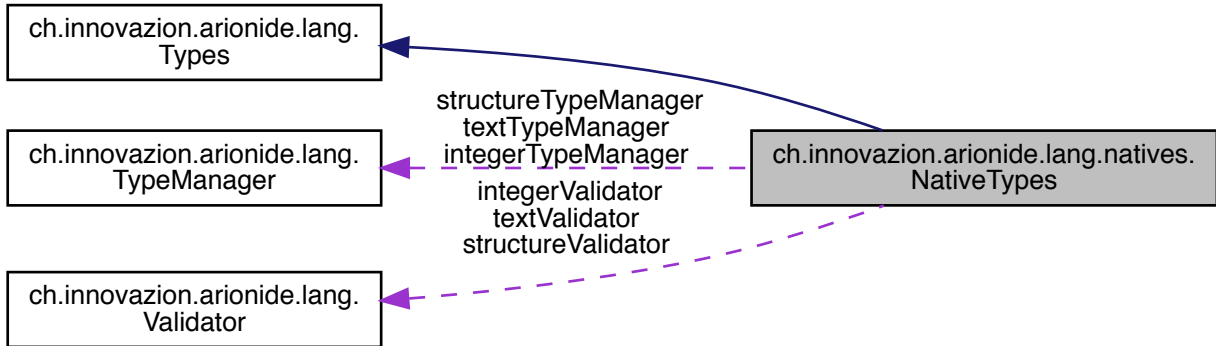 ch.innovazion.arionide.lang.
Types
structureTypeManager
textTypeManager
integerTypeManager
ch.innovazion.arionide.lang.
TypeManager
ch.innovazion.arionide.lang.natives.
NativeTypes
integerValidator
textValidator
structureValidator
ch.innovazion.arionide.lang.
Validator